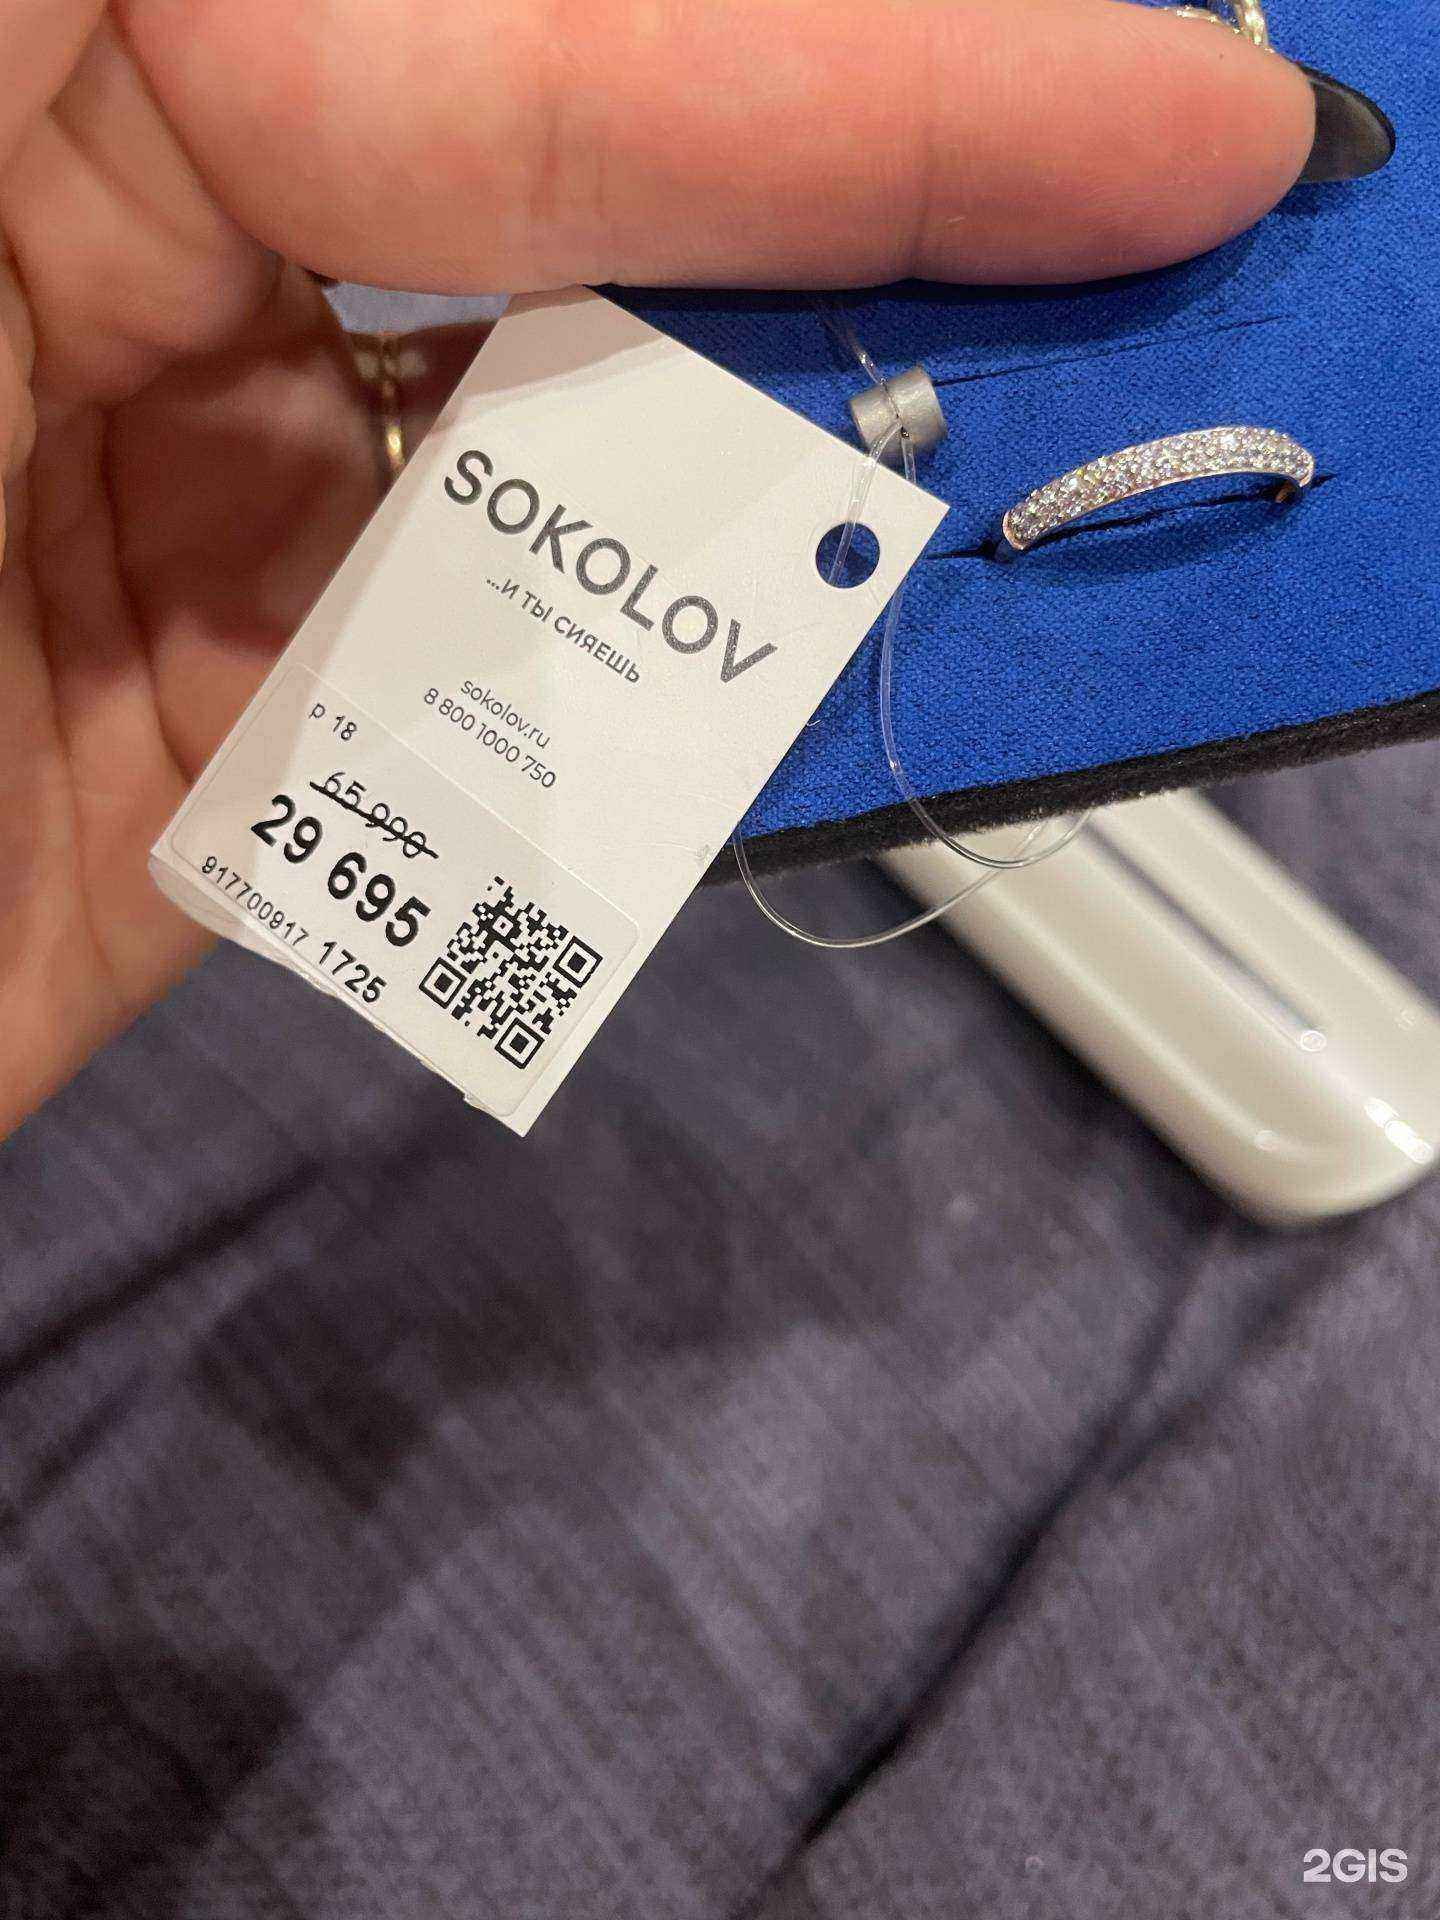 SOKOLOV
...И ТЫ СИЯЕШЬ
sokolov.ru
8 800 1000 750
р 18
65 990
29 695
917700917 1725
2GIS